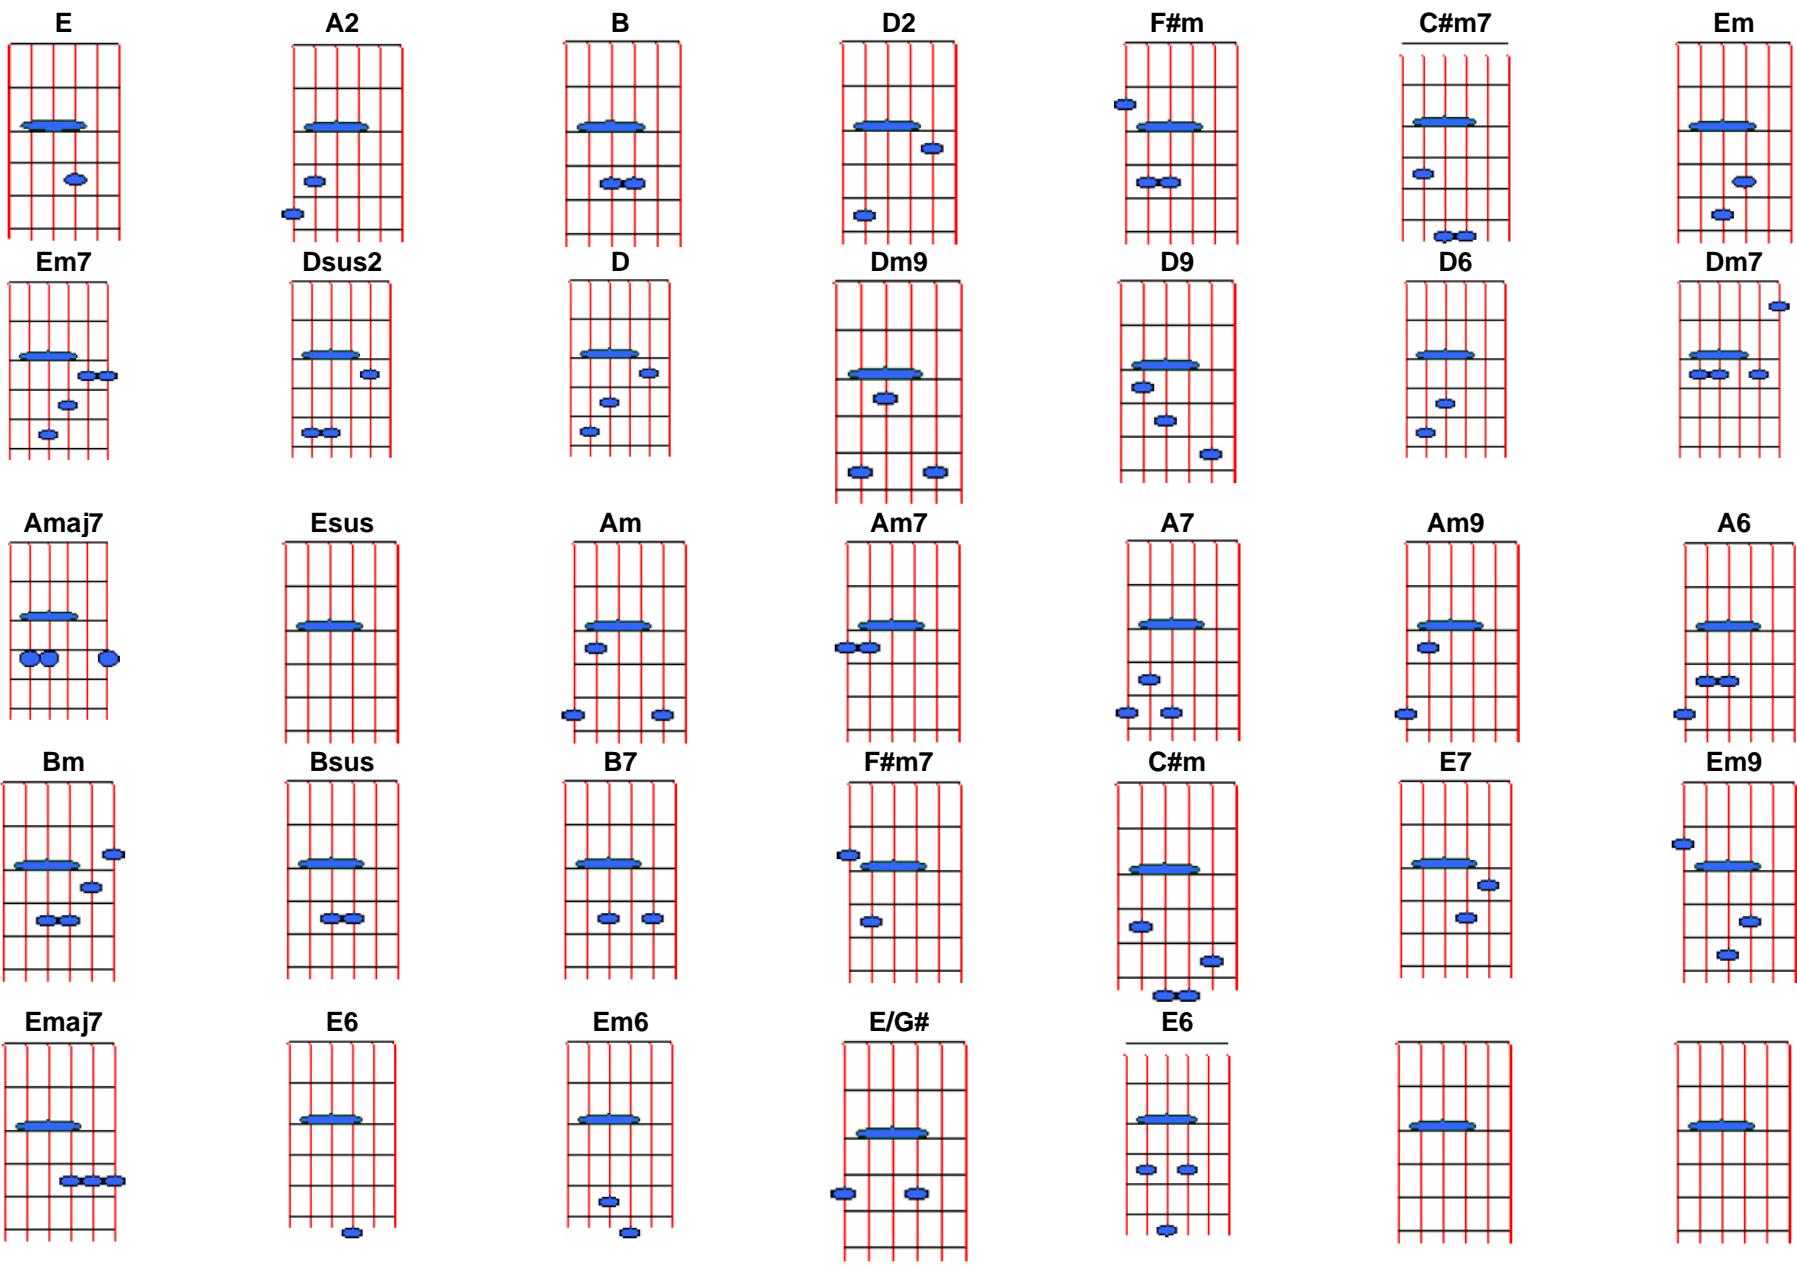 E A2 B D2 F#m C#m7 Em
Em7 Dsus2 D Dm9 D9 D6 Dm7
Amaj7 Esus Am Am7 A7 Am9 A6
Bm Bsus B7 F#m7 C#m E7 Em9
Emaj7 E6 Em6 E/G# E6